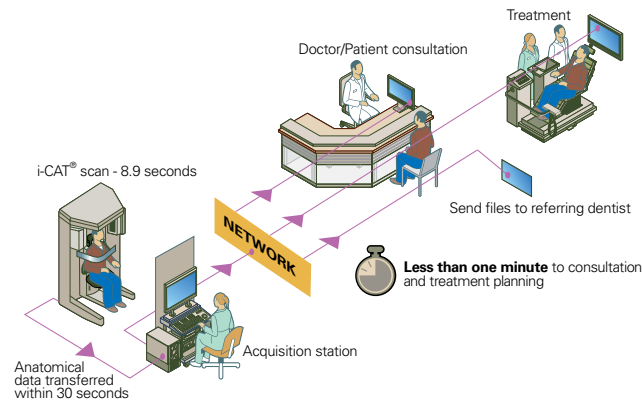 Treatment
Doctor/Patient consultation
i-CAT® scan - 8.9 seconds
Send files to referring dentist
NETWORK
Less than one minute to consultation
and treatment planning
Acquisition station
Anatomical
data transferred
within 30 seconds